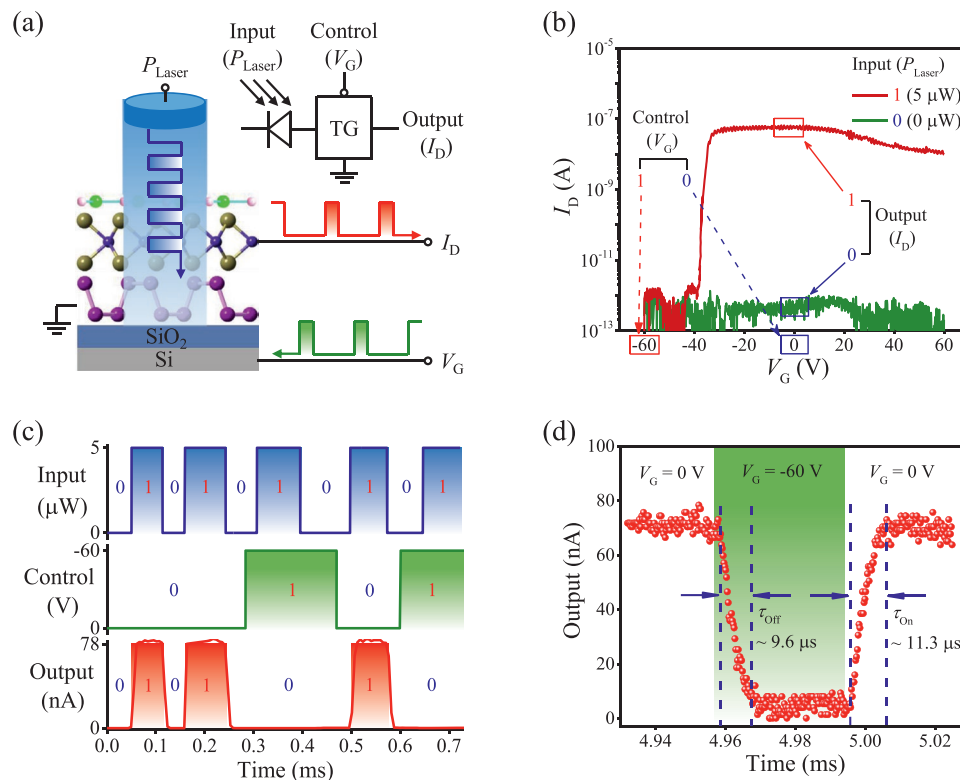 (a)
P_Laser
Input
(P_Laser)
Control
(V_G)
TG
Output
(I_D)
I_D
SiO₂
Si
V_G
(b)
10⁻⁵
10⁻⁷
10⁻⁹
10⁻¹¹
10⁻¹³
I_D (A)
Input (P_Laser)
1 (5 μW)
0 (0 μW)
Control
(V_G)
1 0
1
Output
(I_D)
0
-60 -40 -20 0 20 40 60
V_G (V)
(c)
Input
(μW)
5
0
0 1 0 1 0 1 0 1 0 1
Control
(V)
-60
0
0 1 0 1
Output
(nA)
78
0
0 1 0 1 0 1 0
0.0 0.1 0.2 0.3 0.4 0.5 0.6 0.7
Time (ms)
(d)
100
80
60
40
20
0
Output (nA)
V_G = 0 V V_G = -60 V V_G = 0 V
τ_Off
~ 9.6 μs
τ_On
~ 11.3 μs
4.94 4.96 4.98 5.00 5.02
Time (ms)